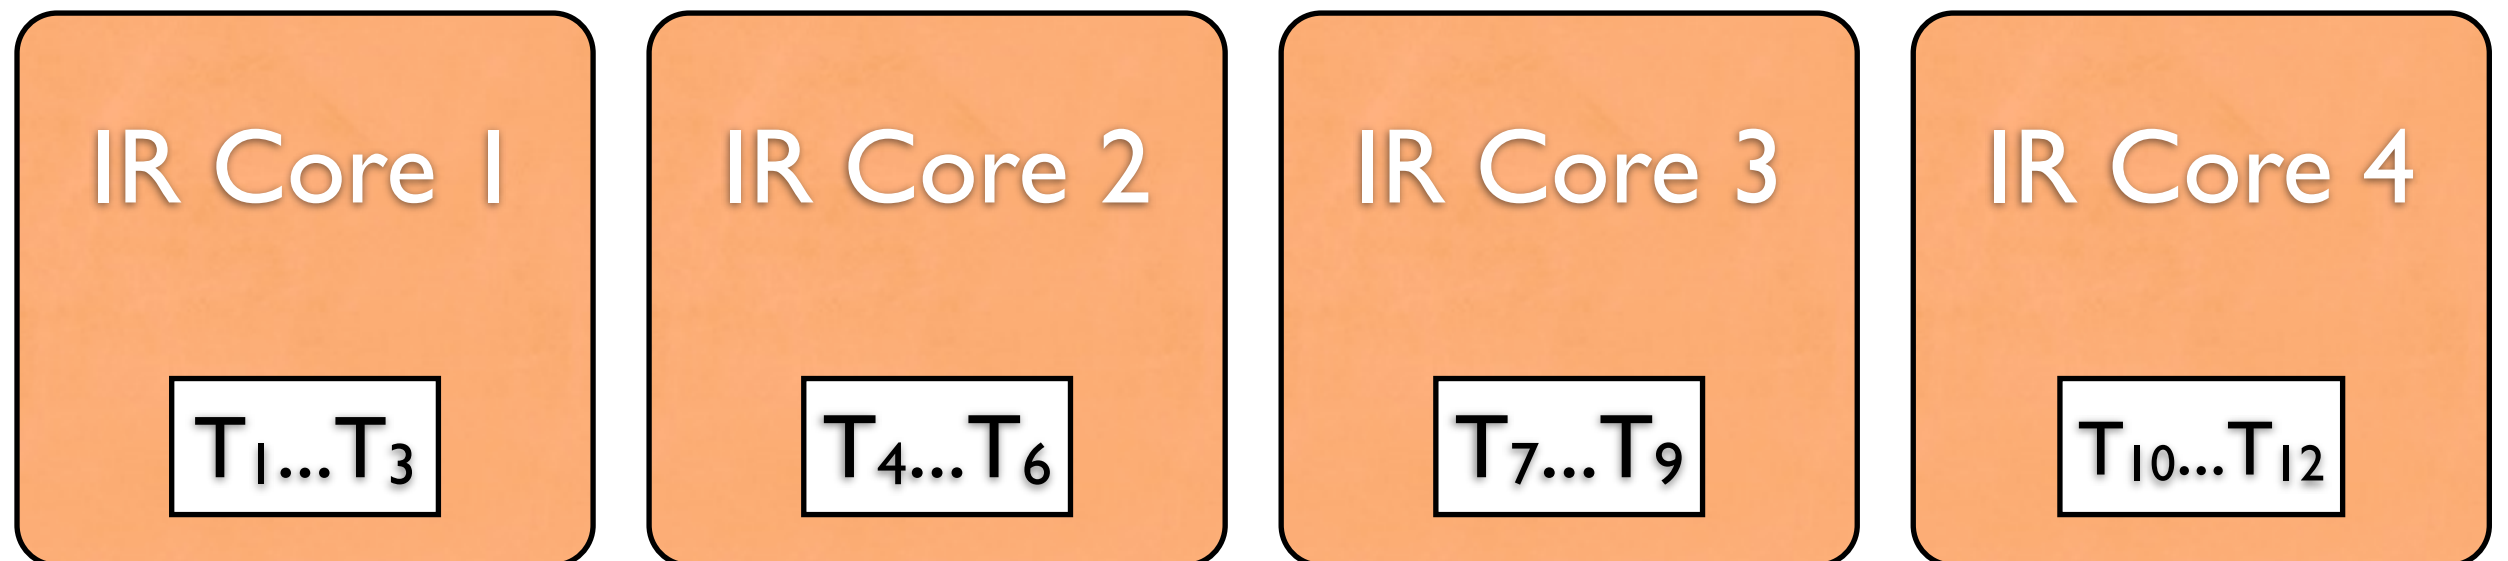 IR Core 1
IR Core 2
IR Core 3
IR Core 4
T1...T3
T4...T6
T7...T9
T10...T12